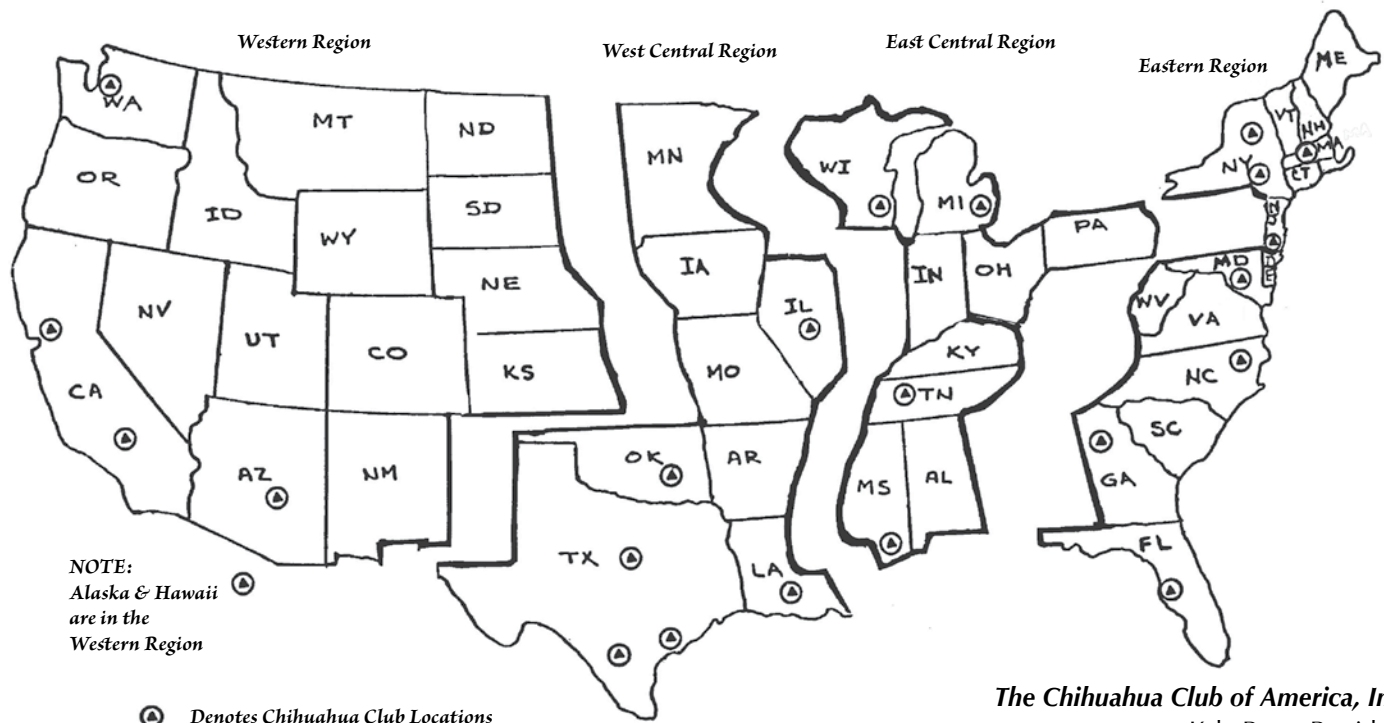 Western Region
West Central Region
East Central Region
Eastern Region
ME
WA
MT
ND
MN
WI
VT
NH
MA
NY
CT
OR
ID
SD
MI
WY
PA
NJ
NE
IA
IN
OH
MD
DE
NV
IL
WV
UT
CO
KS
MO
KY
VA
CA
TN
NC
AZ
NM
OK
AR
MS
AL
SC
GA
TX
LA
FL
NOTE:
Alaska & Hawaii
are in the
Western Region
Denotes Chihuahua Club Locations
The Chihuahua Club of America, In